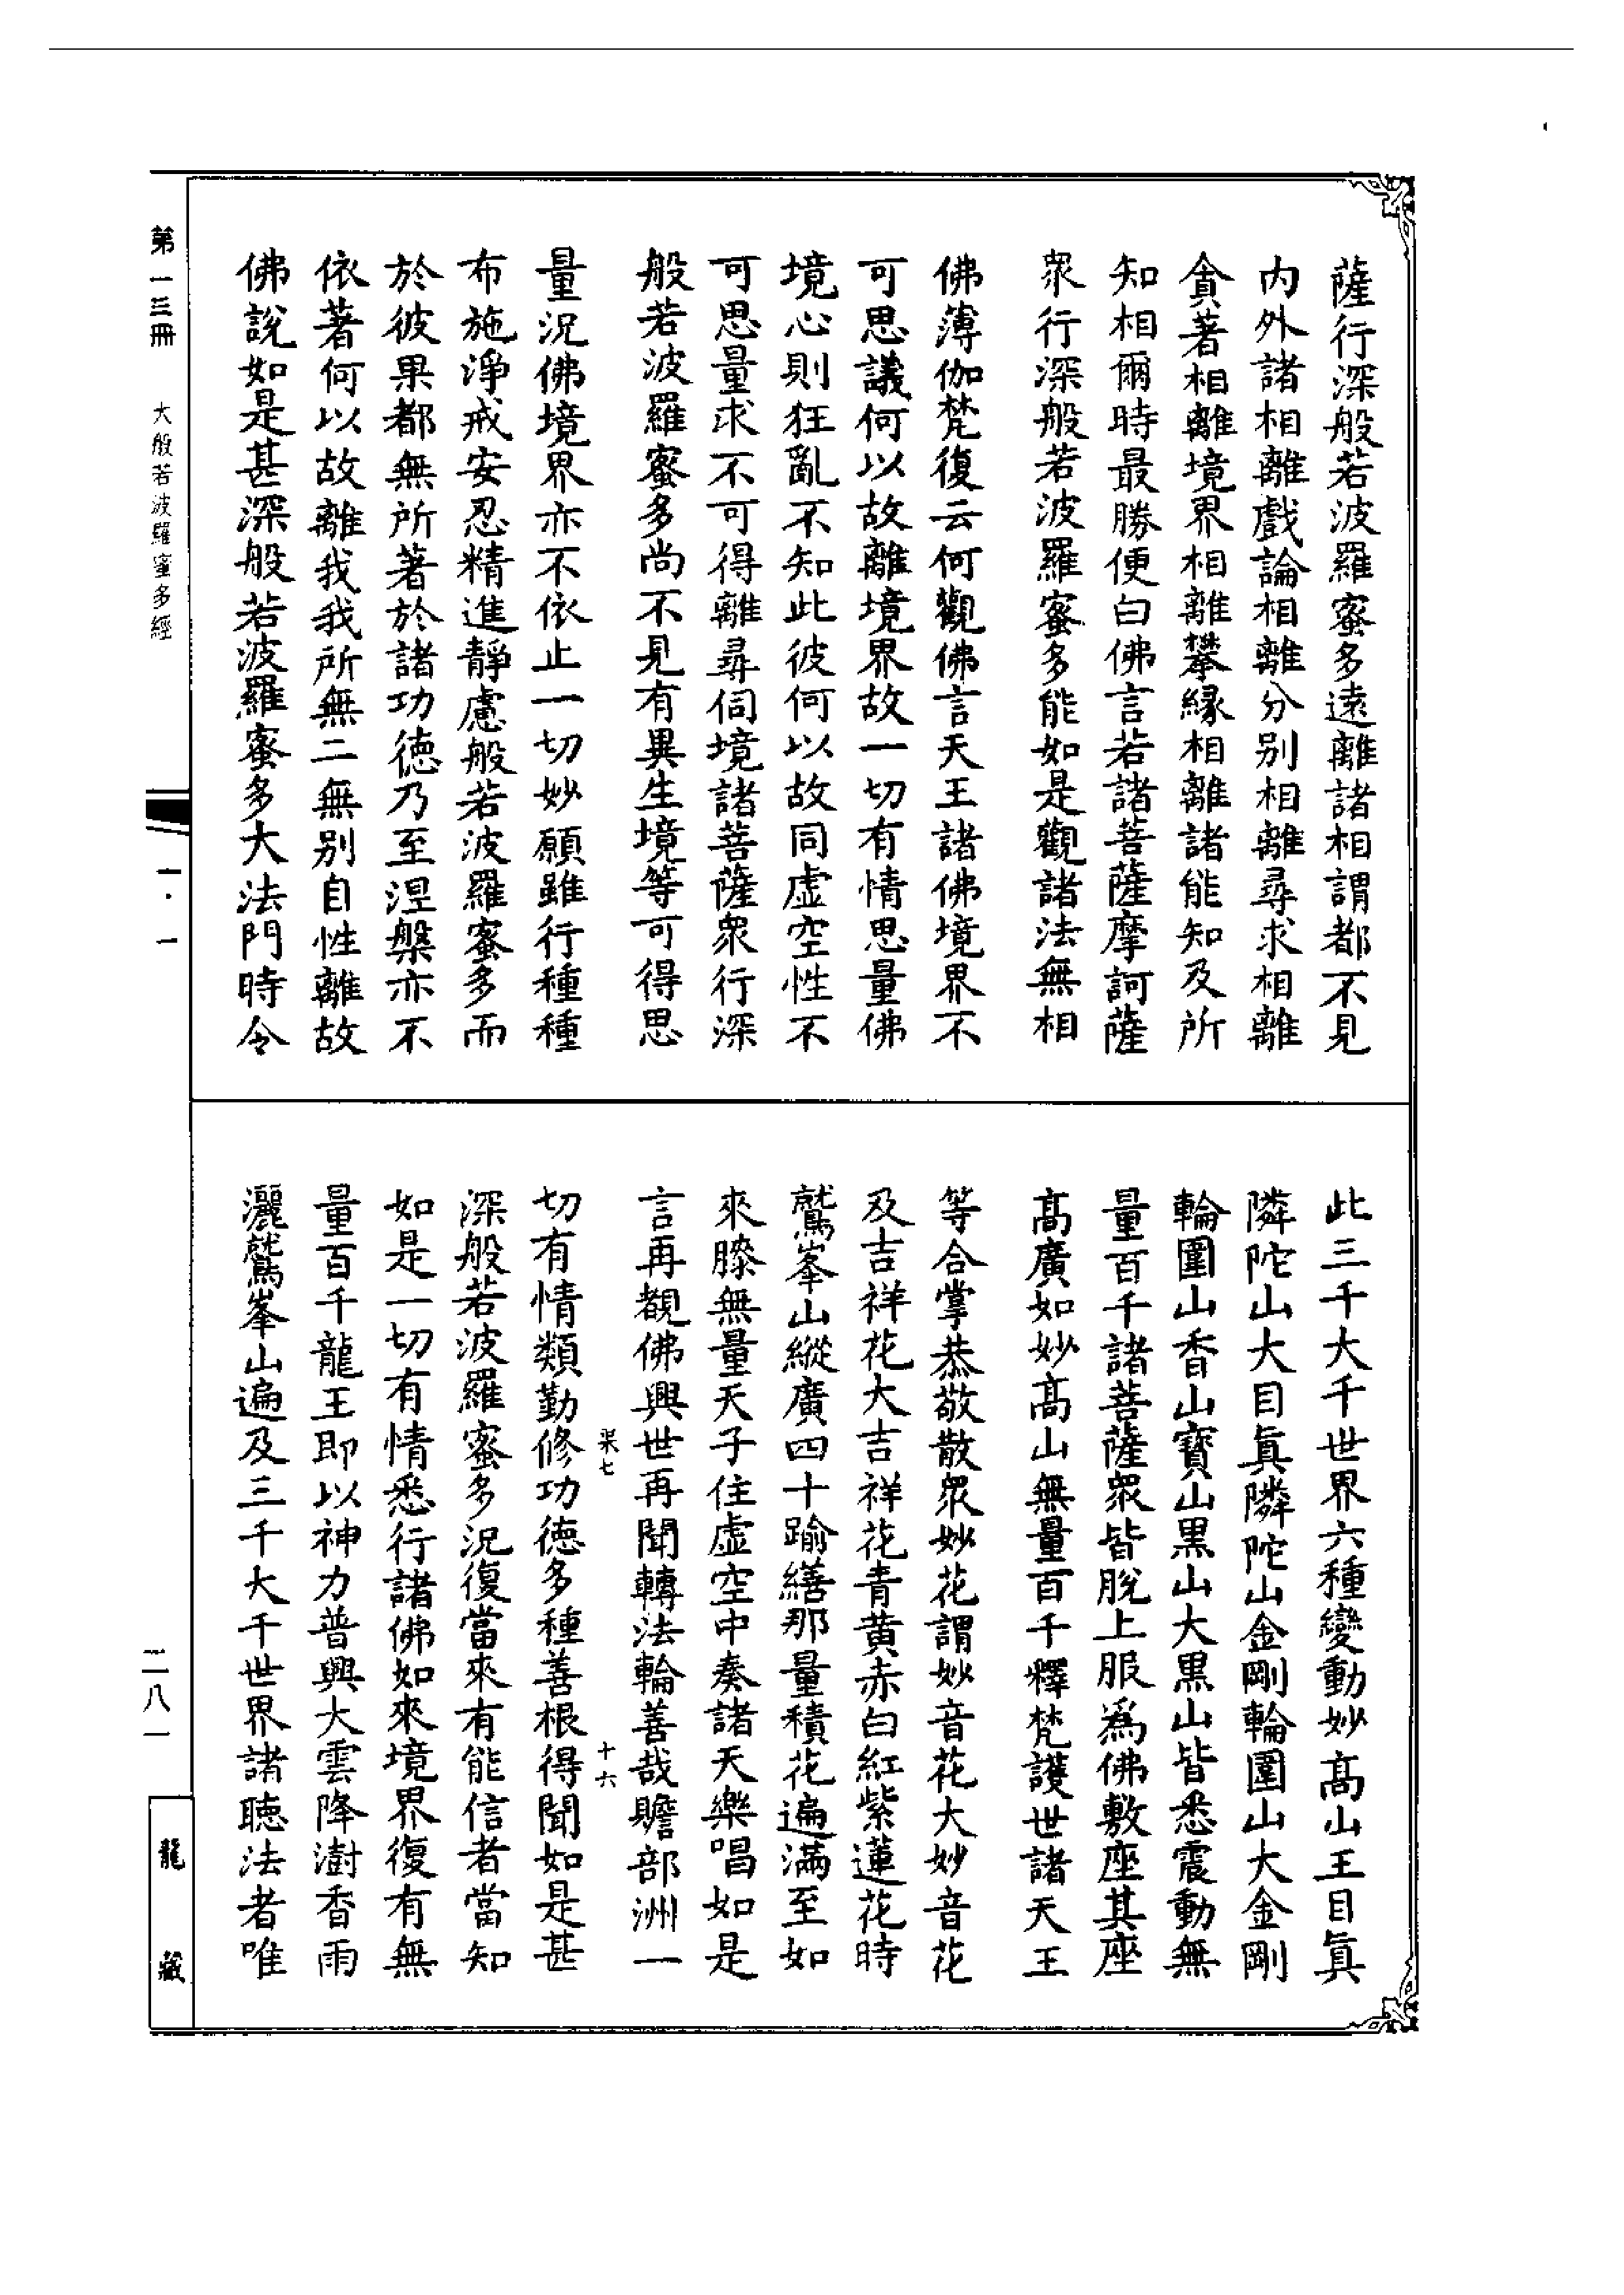 薩行深般若波羅蜜多遠離諸相謂都不見
内外諸相離戲論相離分别相離尋求相離
貪著相離境界相離攀緣相離諸能知及所
知相爾時最勝便白佛言若諸菩薩摩訶薩
眾行深般若波羅蜜多能如是觀諸法無相
佛薄伽梵復云何觀佛言天王諸佛境界不
可思議何以故離境界故一切有情思量佛
境心則狂亂不知此彼何以故同虛空性不
可思量求不可得離尋伺境諸菩薩眾行深
般若波羅蜜多尚不見有異生境等可得思
量況佛境界亦不依止一切妙願雖行種種
布施淨戒安忍精進靜慮般若波羅蜜多而
於彼果都無所著於諸功德乃至涅槃亦不
依著何以故離我我所無二無别自性離故
佛說如是甚深般若波羅蜜多大法門時令
此三千大千世界六種變動妙高山王目真
隣陀山大目真隣陀山金剛輪圍山大金剛
輪圍山香山寶山黑山大黑山皆悉震動無
量百千諸菩薩眾皆脫上服為佛敷座其座
高廣如妙高山無量百千釋梵護世諸天王
等合掌恭敬散眾妙花謂妙音花大妙音花
及吉祥花大吉祥花青黄赤白紅紫蓮花時
鷲峯山縱廣四十踰繕那量積花遍滿至如
來膝無量天子住虛空中奏諸天樂唱如是
言再覩佛興世再聞轉法輪善哉贍部洲一
渠七 十六
切有情類勤修功德多種善根得聞如是甚
深般若波羅蜜多況復當來有能信者當知
如是一切有情悉行諸佛如來境界復有無
量百千龍王即以神力普興大雲降澍香雨
灑鷲峯山遍及三千大千世界諸聽法者唯
第一三冊 大般若波羅蜜多經
一·一
二八一
龍藏